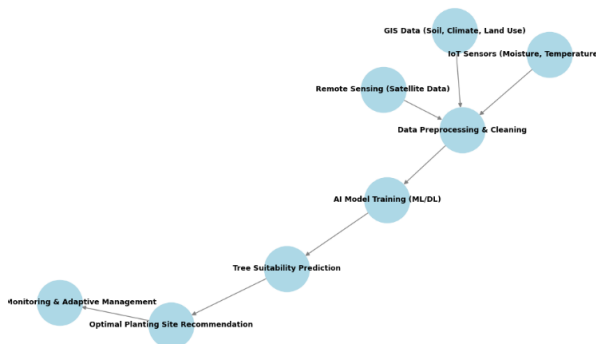 GIS Data (Soil, Climate, Land Use)
IoT Sensors (Moisture, Temperature
Remote Sensing (Satellite Data)
Data Preprocessing & Cleaning
AI Model Training (ML/DL)
Tree Suitability Prediction
Monitoring & Adaptive Management
Optimal Planting Site Recommendation